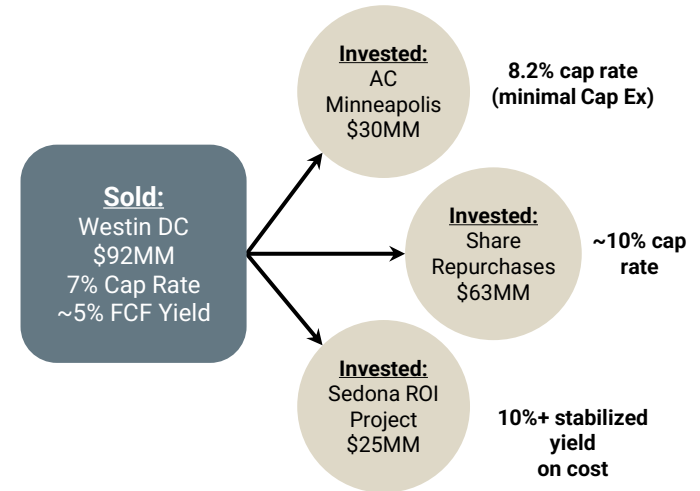 Sold:
Westin DC
$92MM
7% Cap Rate
~5% FCF Yield
Invested:
AC
Minneapolis
$30MM
8.2% cap rate
(minimal Cap Ex)
Invested:
Share
Repurchases
$63MM
~10% cap
rate
Invested:
Sedona ROI
Project
$25MM
10%+ stabilized
yield
on cost